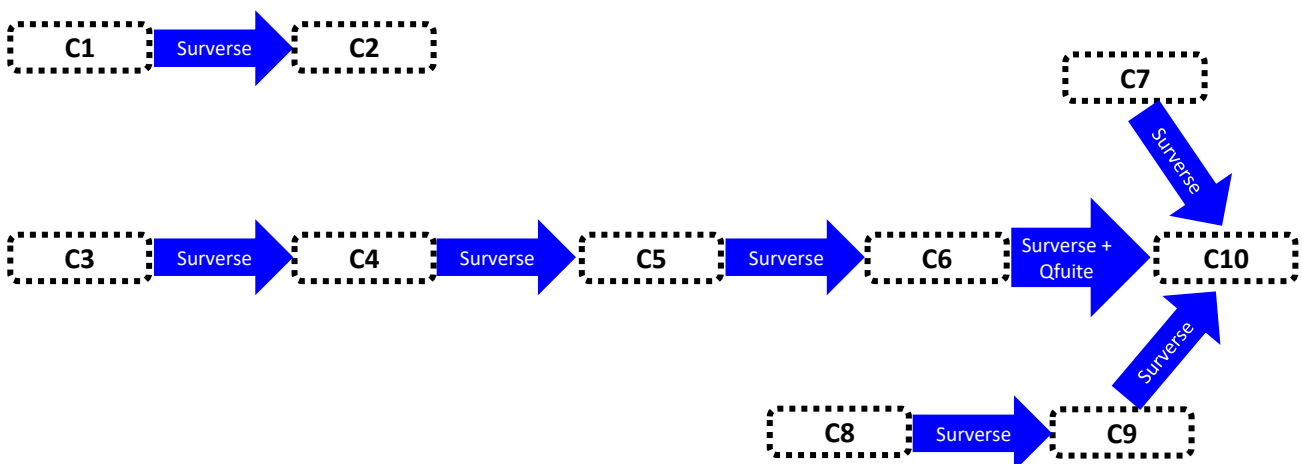 C1
Surverse
C2
C7
Surverse
C3
Surverse
C4
Surverse
C5
Surverse
C6
Surverse +
Qfuite
C10
Surverse
C8
Surverse
C9